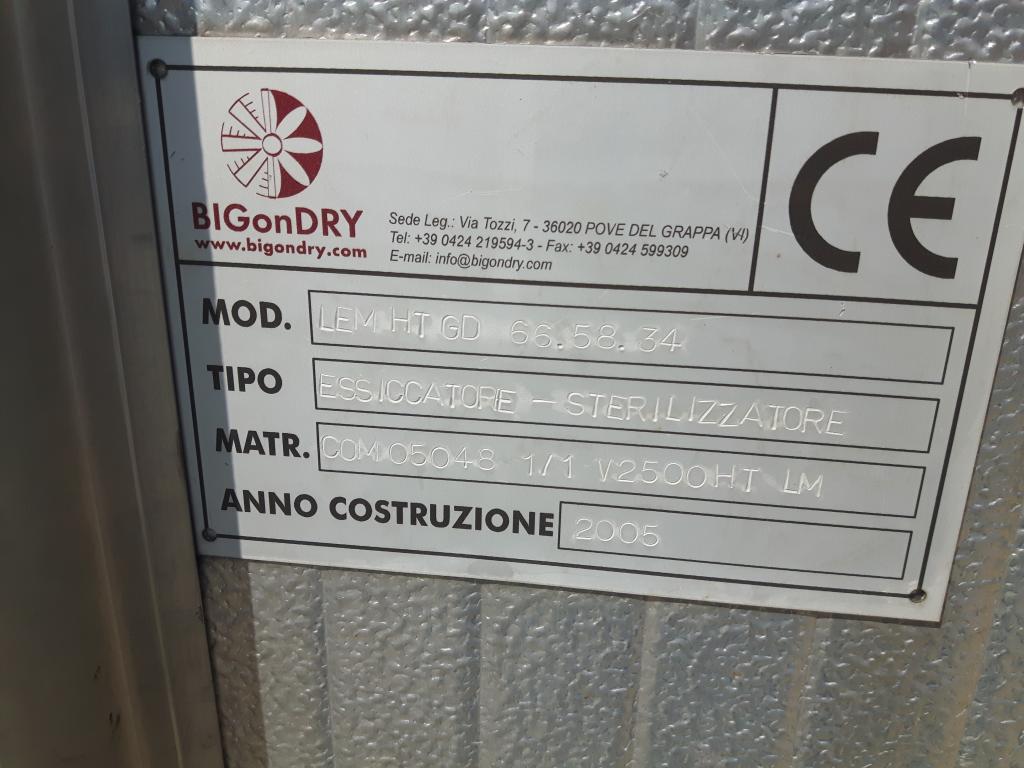 BIGonDRY
www.bigondry.com
Sede Leg.: Via Tozzi, 7 - 36020 POVE DEL GRAPPA (VI)
Tel: +39 0424 219594-3 - Fax: +39 0424 599309
E-mail: info@bigondry.com
CE
MOD. LEM HT GD 66.58.34
TIPO ESSICCATORE - STERILIZZATORE
MATR. COM 05048 1/1 V2500HT LM
ANNO COSTRUZIONE 2005